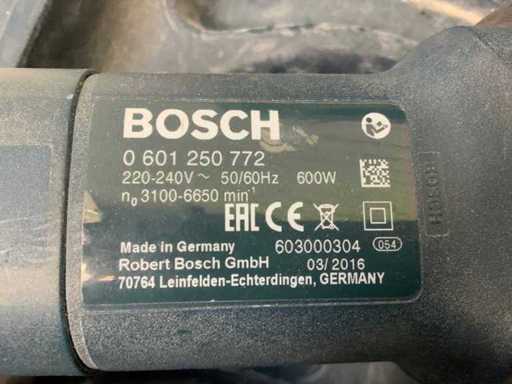 BOSCH
0 601 250 772
220-240V ~ 50/60Hz 600W
n₀ 3100-6650 min⁻¹
EAC CE
Made in Germany 603000304 054
Robert Bosch GmbH 03/2016
70764 Leinfelden-Echterdingen, GERMANY
BOSCH